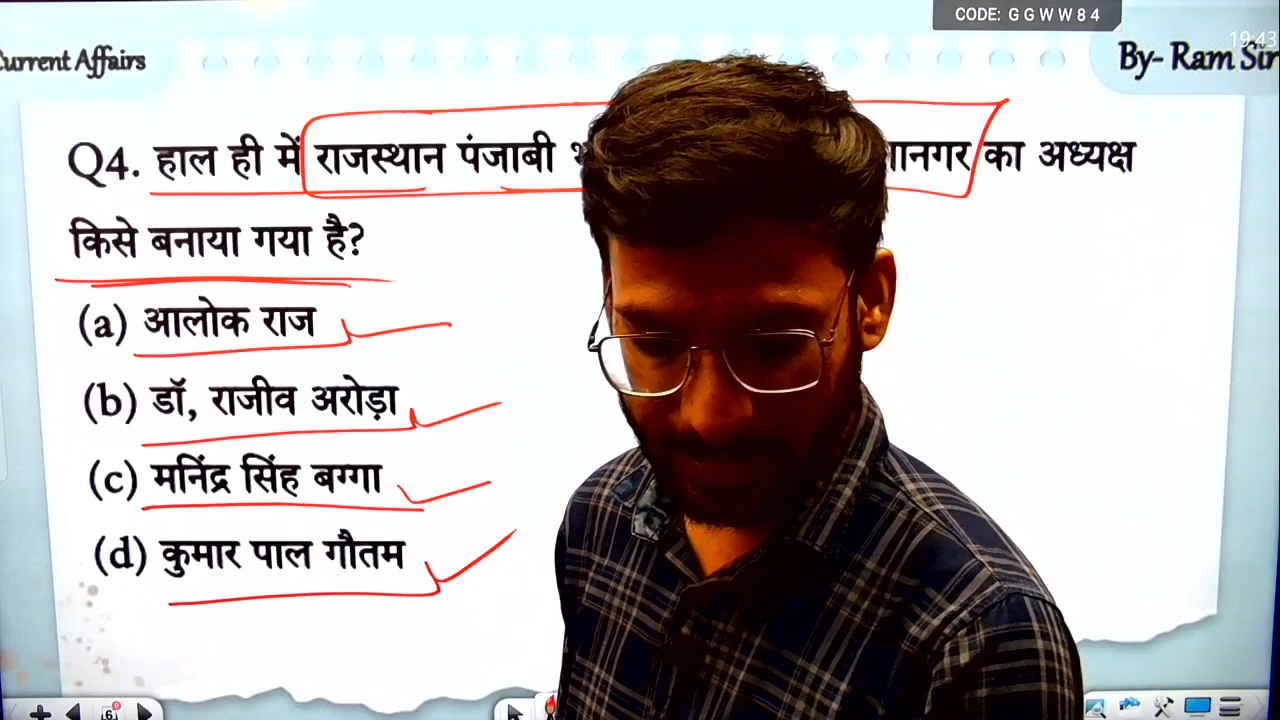 CODE: G G W W 8 4
19:43
Current Affairs
By- Ram Sir
Q4. हाल ही में राजस्थान पंजाबी का अध्यक्ष
किसे बनाया गया है?
(a) आलोक राज
(b) डॉ, राजीव अरोड़ा
(c) मनिंद्र सिंह बग्गा
(d) कुमार पाल गौतम
6